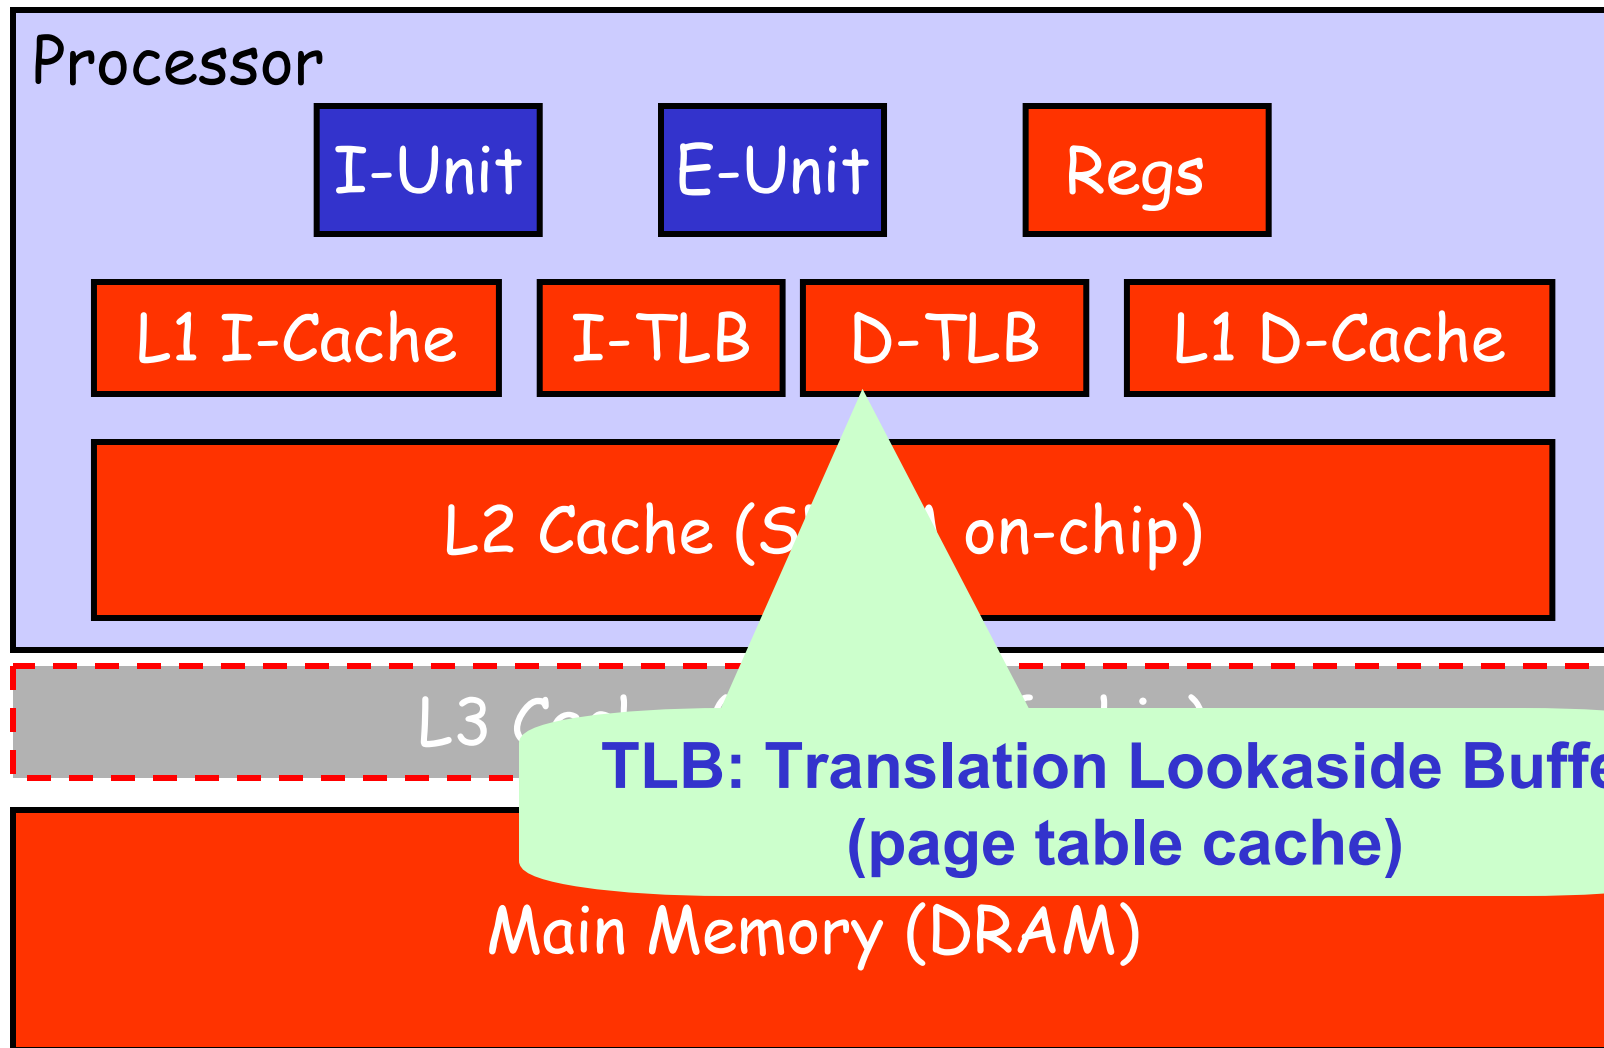 Processor
I-Unit
E-Unit
Regs
L1 I-Cache
I-TLB
D-TLB
L1 D-Cache
L2 Cache on-chip)
L3
TLB: Translation Lookaside Buffe
(page table cache)
Main Memory (DRAM)